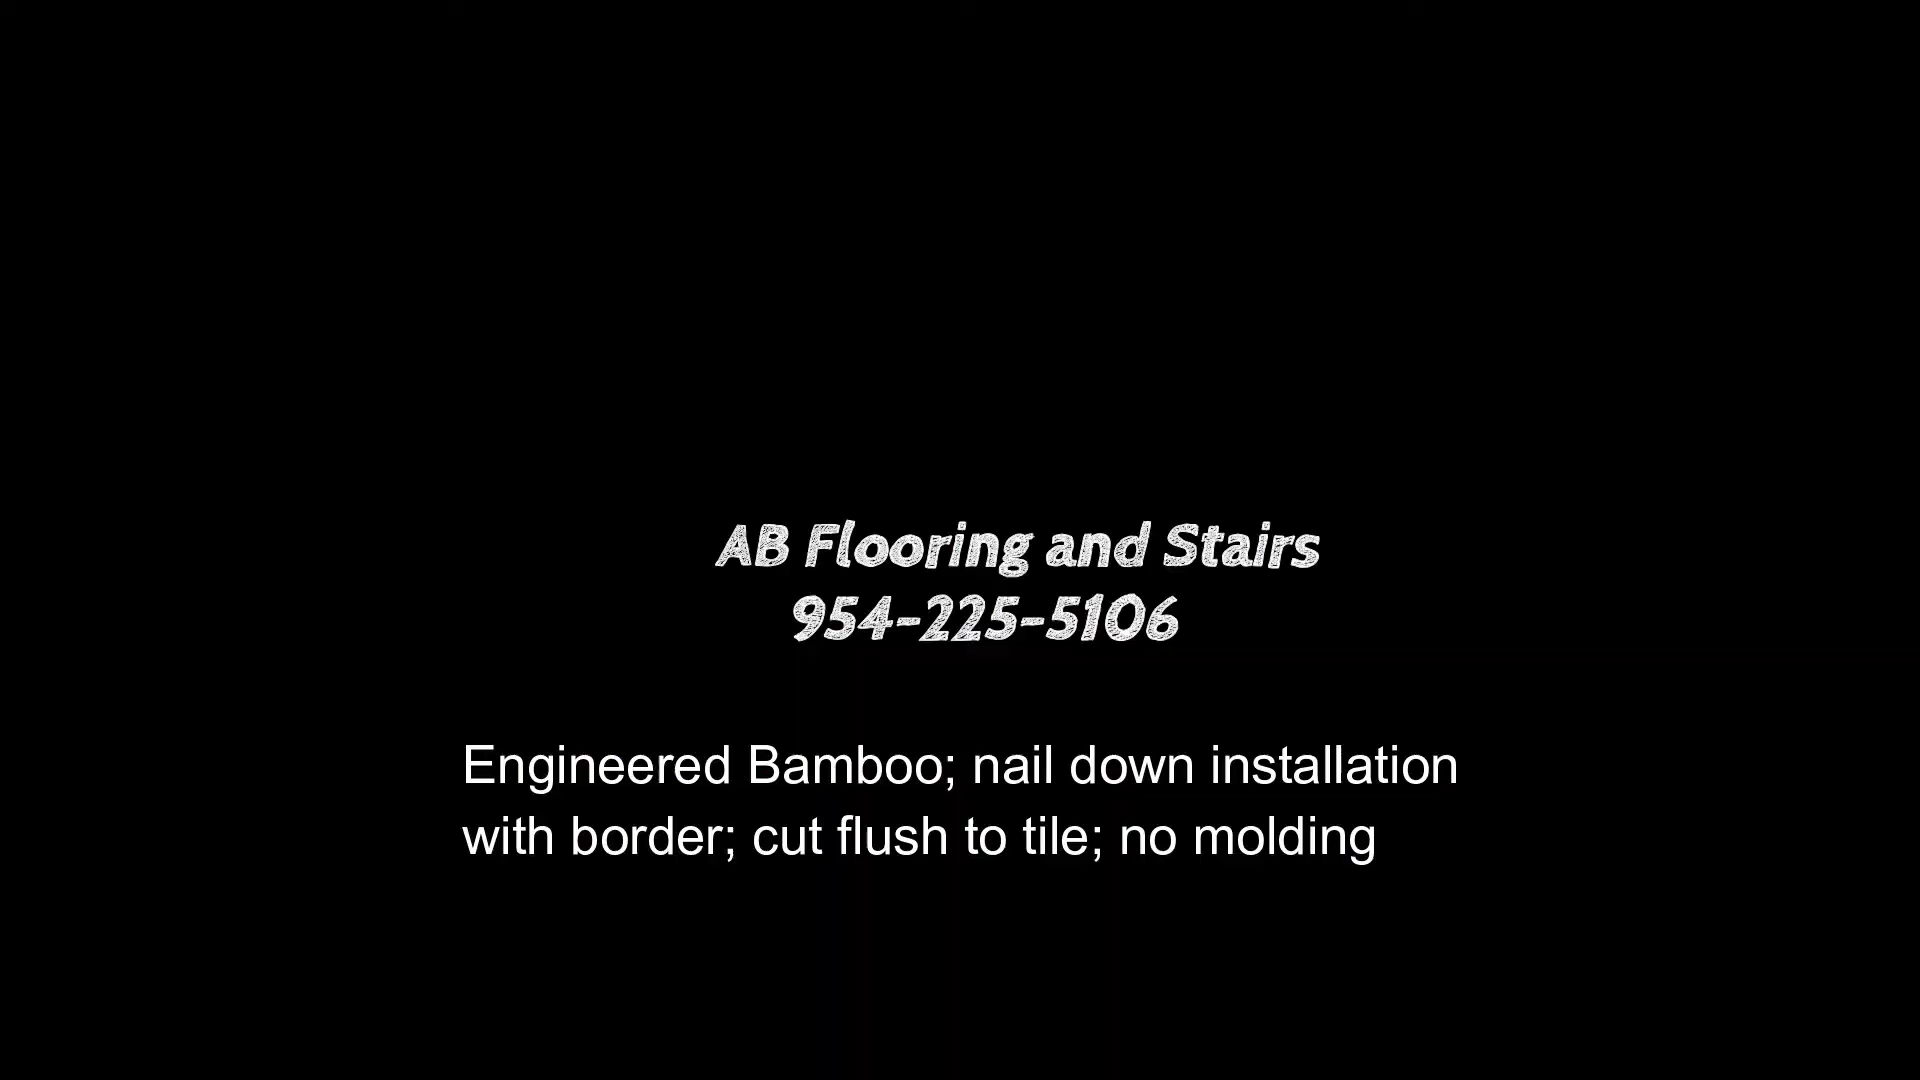 AB Flooring and Stairs
954-225-5106
Engineered Bamboo; nail down installation
with border; cut flush to tile; no molding